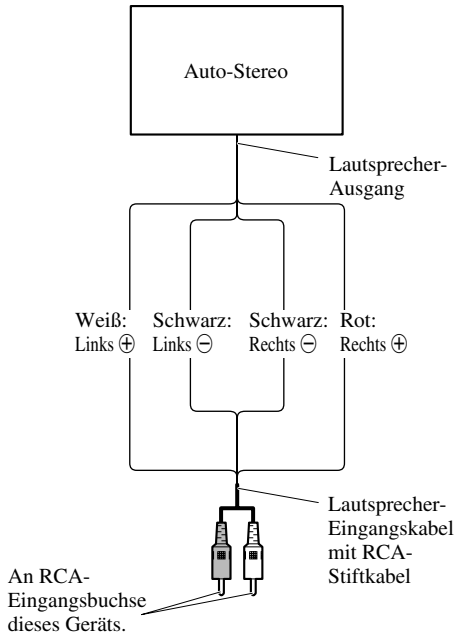 Auto-Stereo
Lautsprecher-
Ausgang
Weiß:
Links ⊕
Schwarz:
Links ⊖
Schwarz:
Rechts ⊖
Rot:
Rechts ⊕
Lautsprecher-
Eingangskabel
mit RCA-
Stiftkabel
An RCA-
Eingangsbuchse
dieses Geräts.